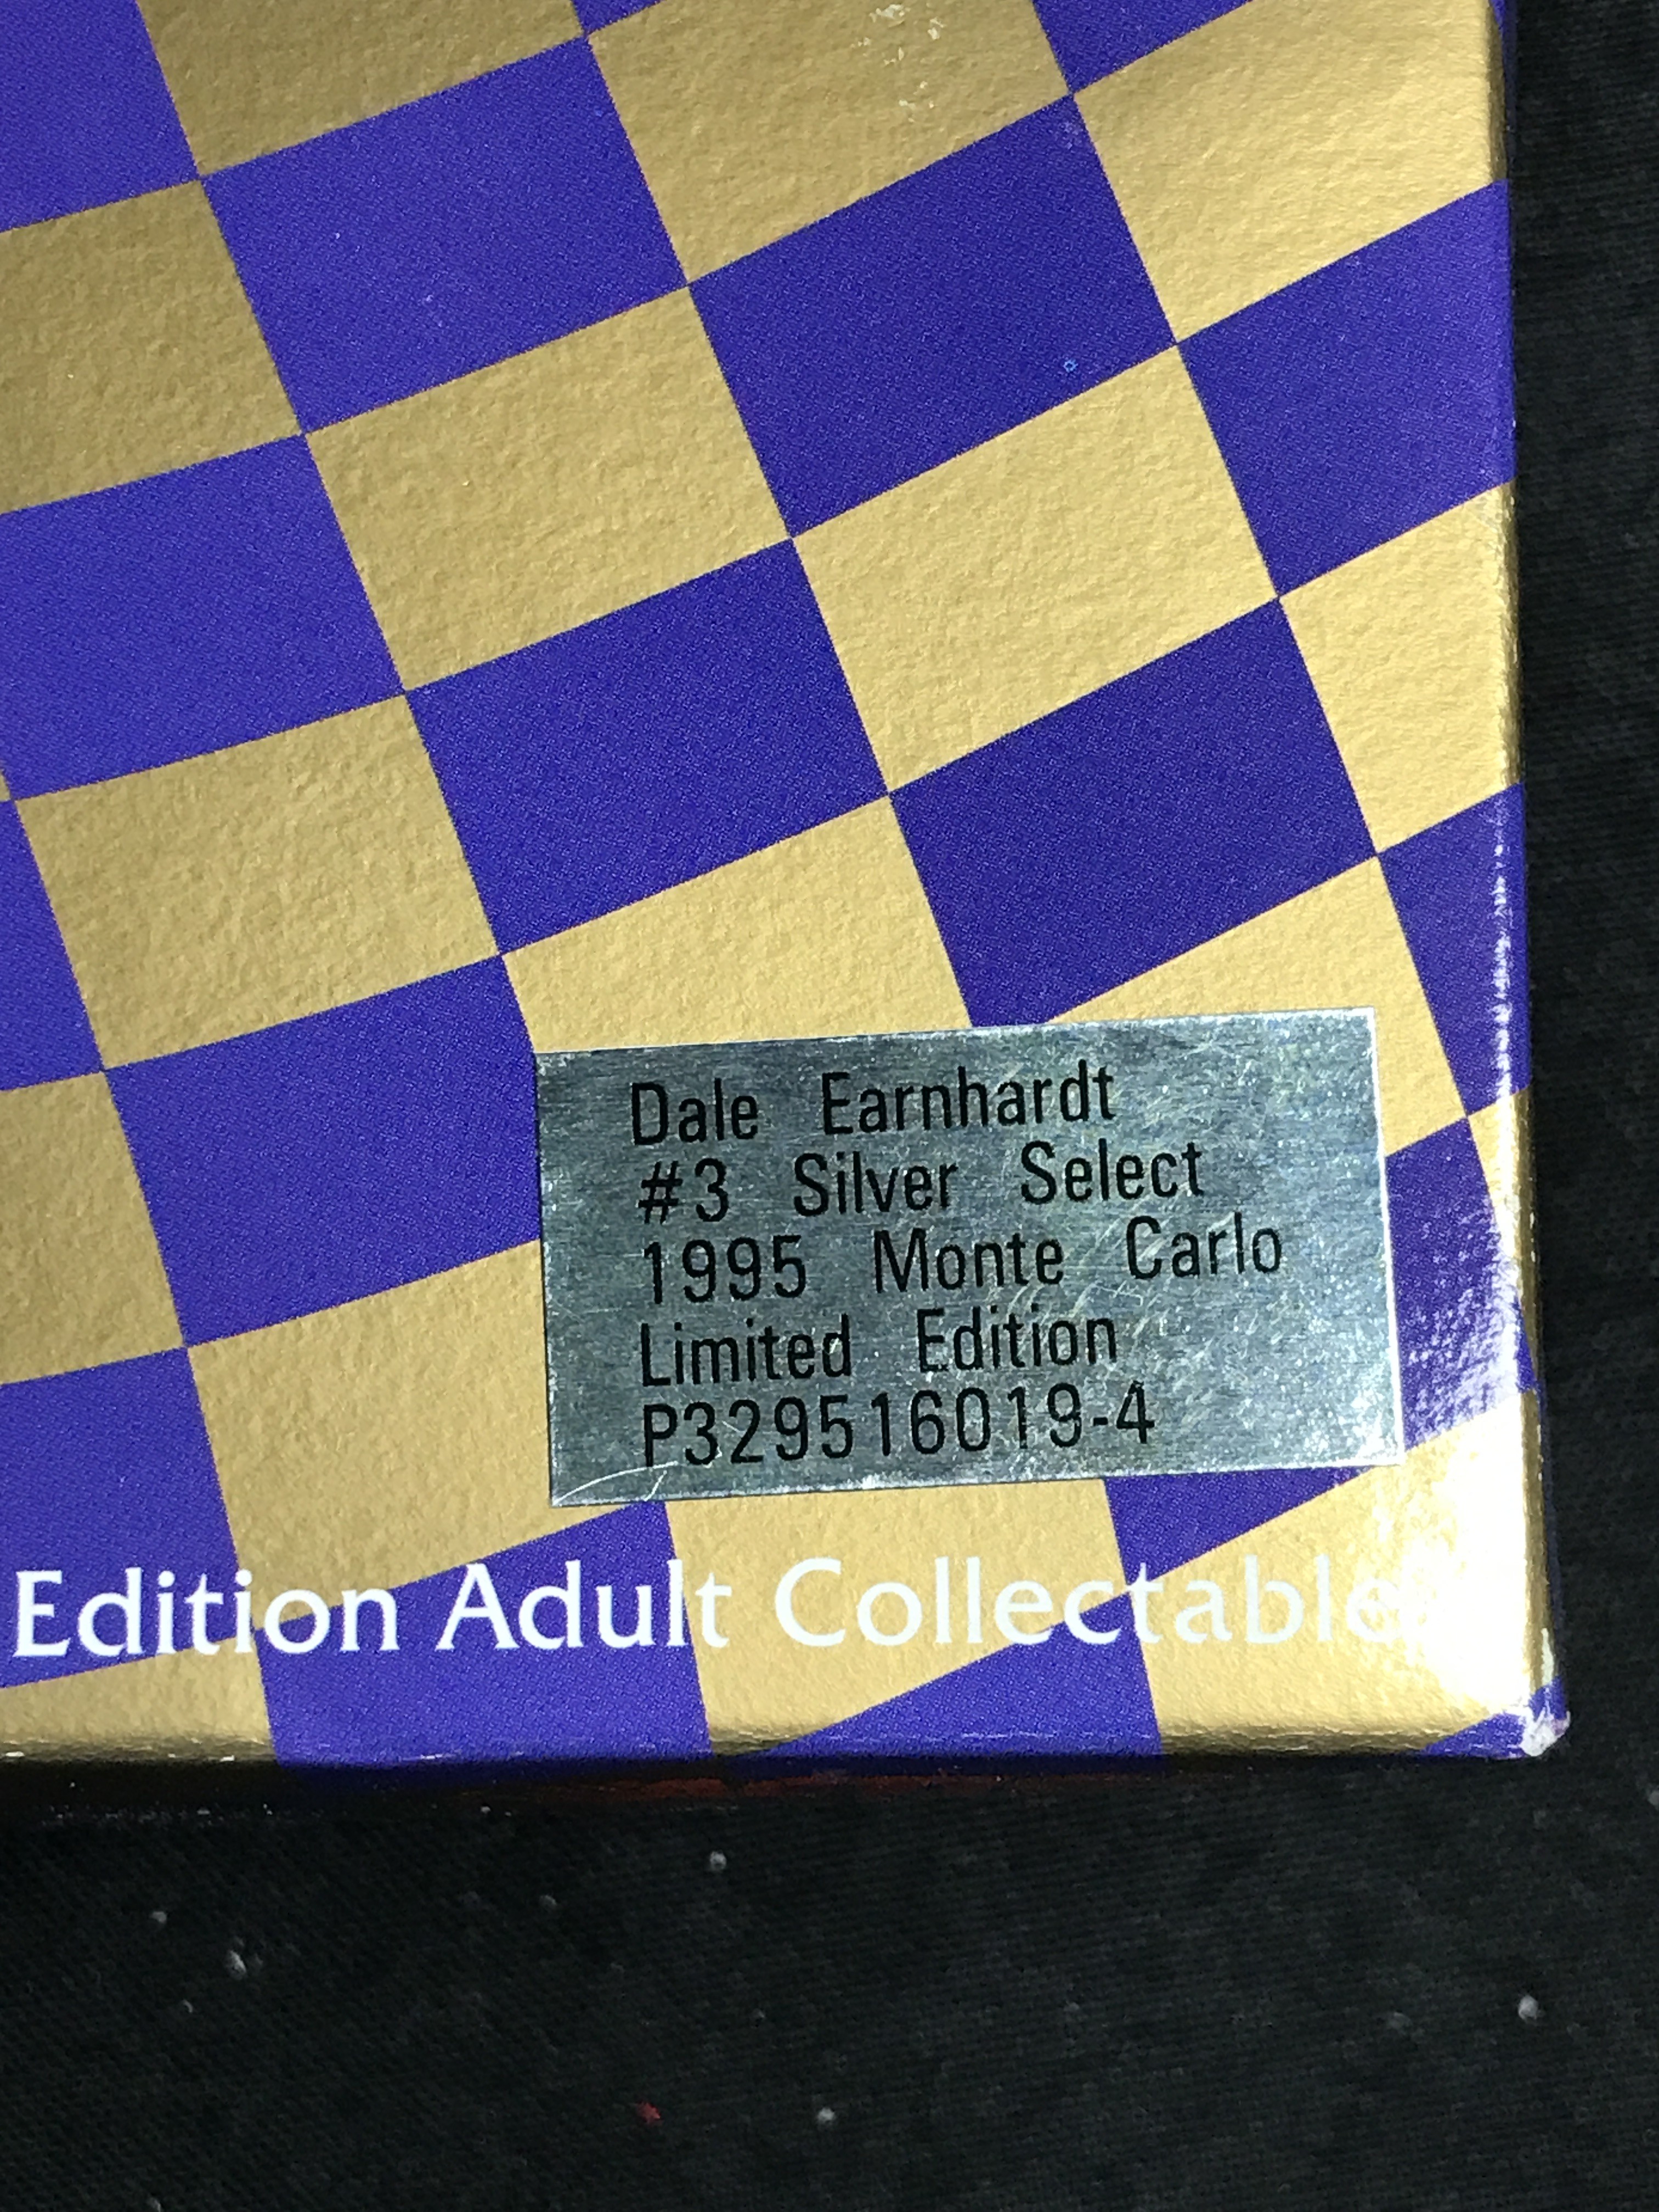 Dale Earnhardt
#3 Silver Select
1995 Monte Carlo
Limited Edition
P329516019-4
Edition Adult Collectable